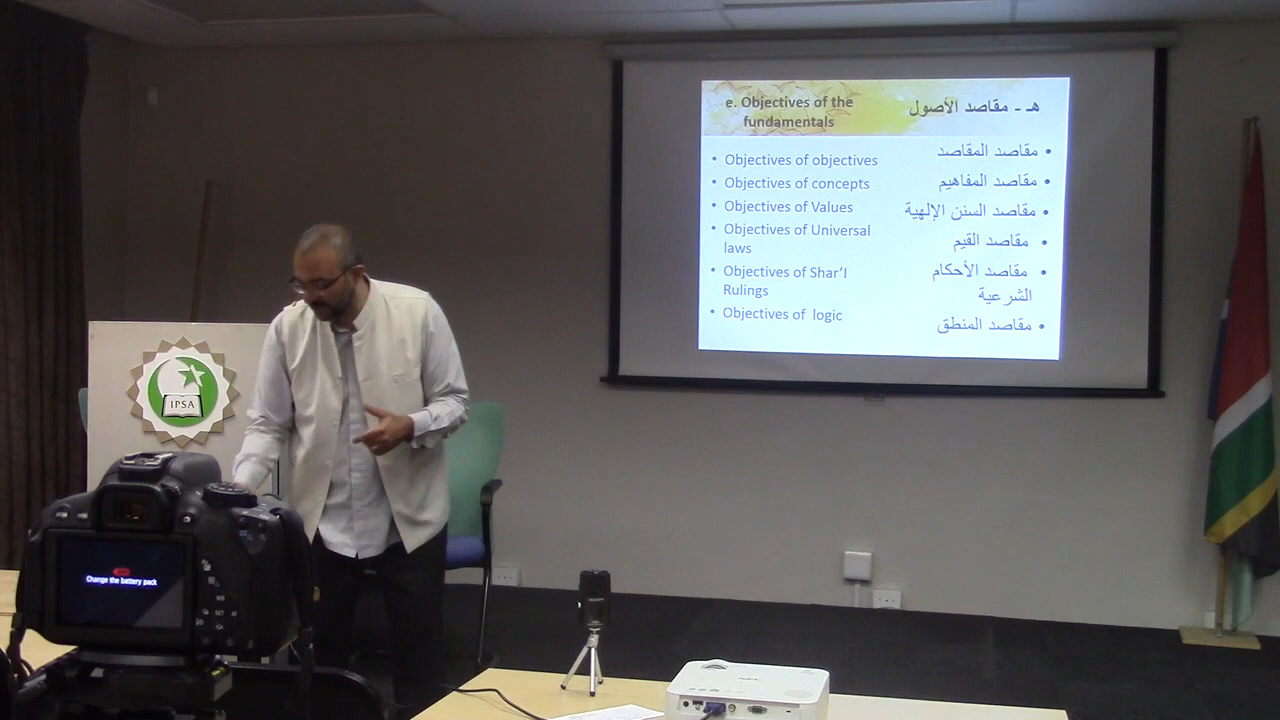 e. Objectives of the
fundamentals
هـ - مقاصد الأصول
• Objectives of objectives
• Objectives of concepts
• Objectives of Values
• Objectives of Universal
laws
• Objectives of Shar'I
Rulings
• Objectives of logic
• مقاصد المقاصد
• مقاصد المفاهيم
• مقاصد السنن الإلهية
• مقاصد القيم
• مقاصد الأحكام
الشرعية
• مقاصد المنطق
IPSA
Change the battery pack